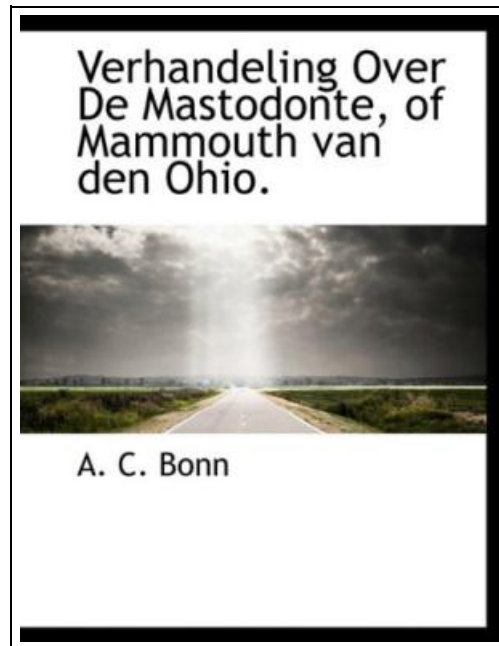 Verhandeling Over
De Mastodonte, of
Mammouth van
den Ohio.
A. C. Bonn